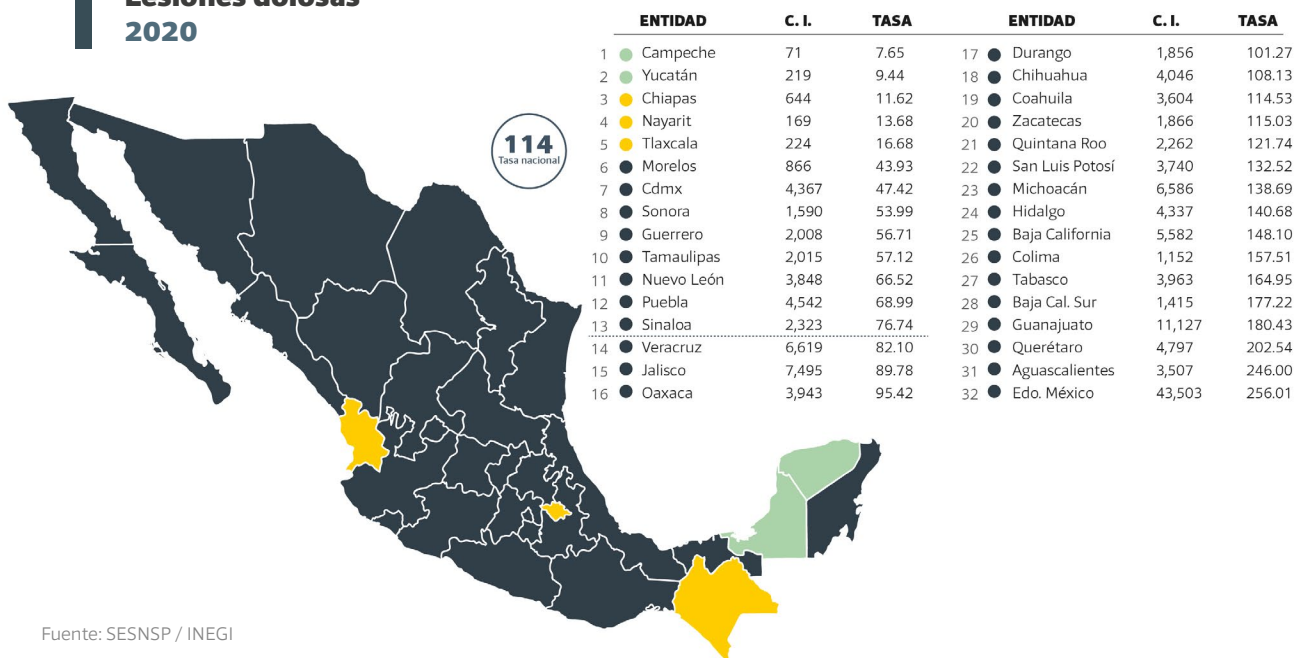 Lesiones dolosas
2020
114
Tasa nacional
ENTIDAD C. I. TASA
1 Campeche 71 7.65
2 Yucatán 219 9.44
3 Chiapas 644 11.62
4 Nayarit 169 13.68
5 Tlaxcala 224 16.68
6 Morelos 866 43.93
7 Cdmx 4,367 47.42
8 Sonora 1,590 53.99
9 Guerrero 2,008 56.71
10 Tamaulipas 2,015 57.12
11 Nuevo León 3,848 66.52
12 Puebla 4,542 68.99
13 Sinaloa 2,323 76.74
14 Veracruz 6,619 82.10
15 Jalisco 7,495 89.78
16 Oaxaca 3,943 95.42
ENTIDAD C. I. TASA
17 Durango 1,856 101.27
18 Chihuahua 4,046 108.13
19 Coahuila 3,604 114.53
20 Zacatecas 1,866 115.03
21 Quintana Roo 2,262 121.74
22 San Luis Potosí 3,740 132.52
23 Michoacán 6,586 138.69
24 Hidalgo 4,337 140.68
25 Baja California 5,582 148.10
26 Colima 1,152 157.51
27 Tabasco 3,963 164.95
28 Baja Cal. Sur 1,415 177.22
29 Guanajuato 11,127 180.43
30 Querétaro 4,797 202.54
31 Aguascalientes 3,507 246.00
32 Edo. México 43,503 256.01
Fuente: SESNSP / INEGI